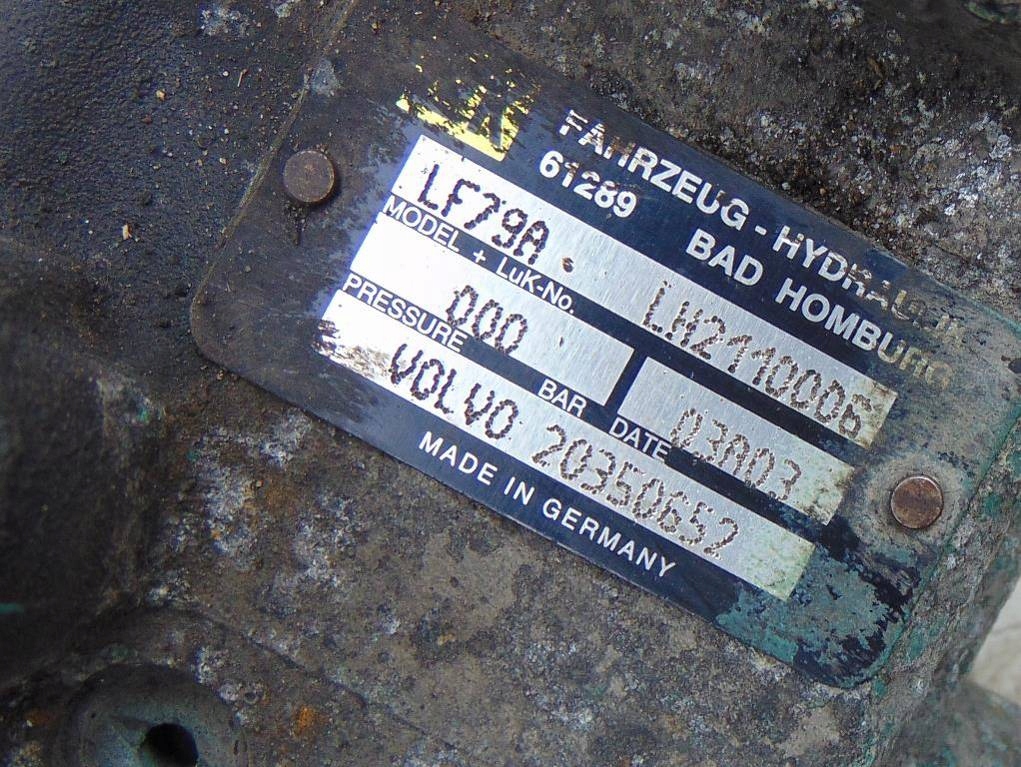 FAHRZEUG - HYDRAULIK
61289 BAD HOMBURG
LF79A. LH2110006
MODEL + LuK-No.
000 03A03
PRESSURE BAR DATE
VOLVO 20350652
MADE IN GERMANY